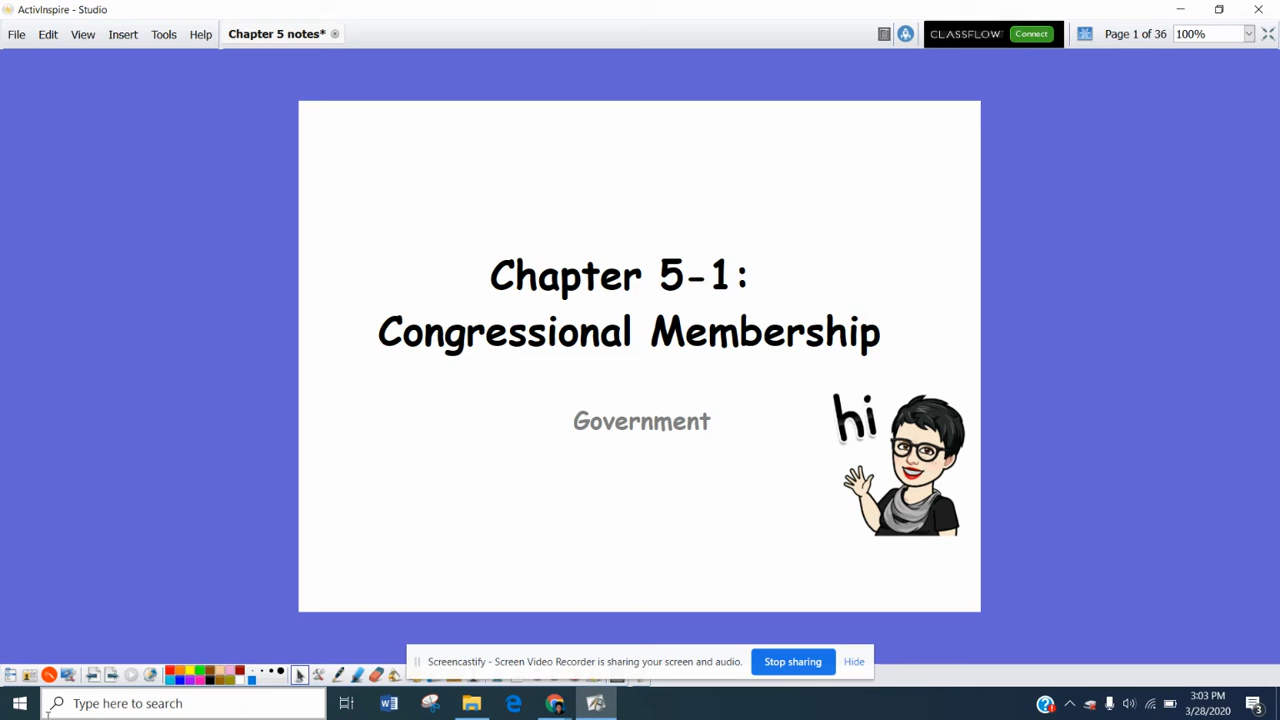 ActivInspire - Studio
File Edit View Insert Tools Help Chapter 5 notes* CLASSFLOW Connect Page 1 of 36 100%
Chapter 5-1:
Congressional Membership
Government
hi
Screencastify - Screen Video Recorder is sharing your screen and audio. Stop sharing Hide
Type here to search
3:03 PM
3/28/2020
3